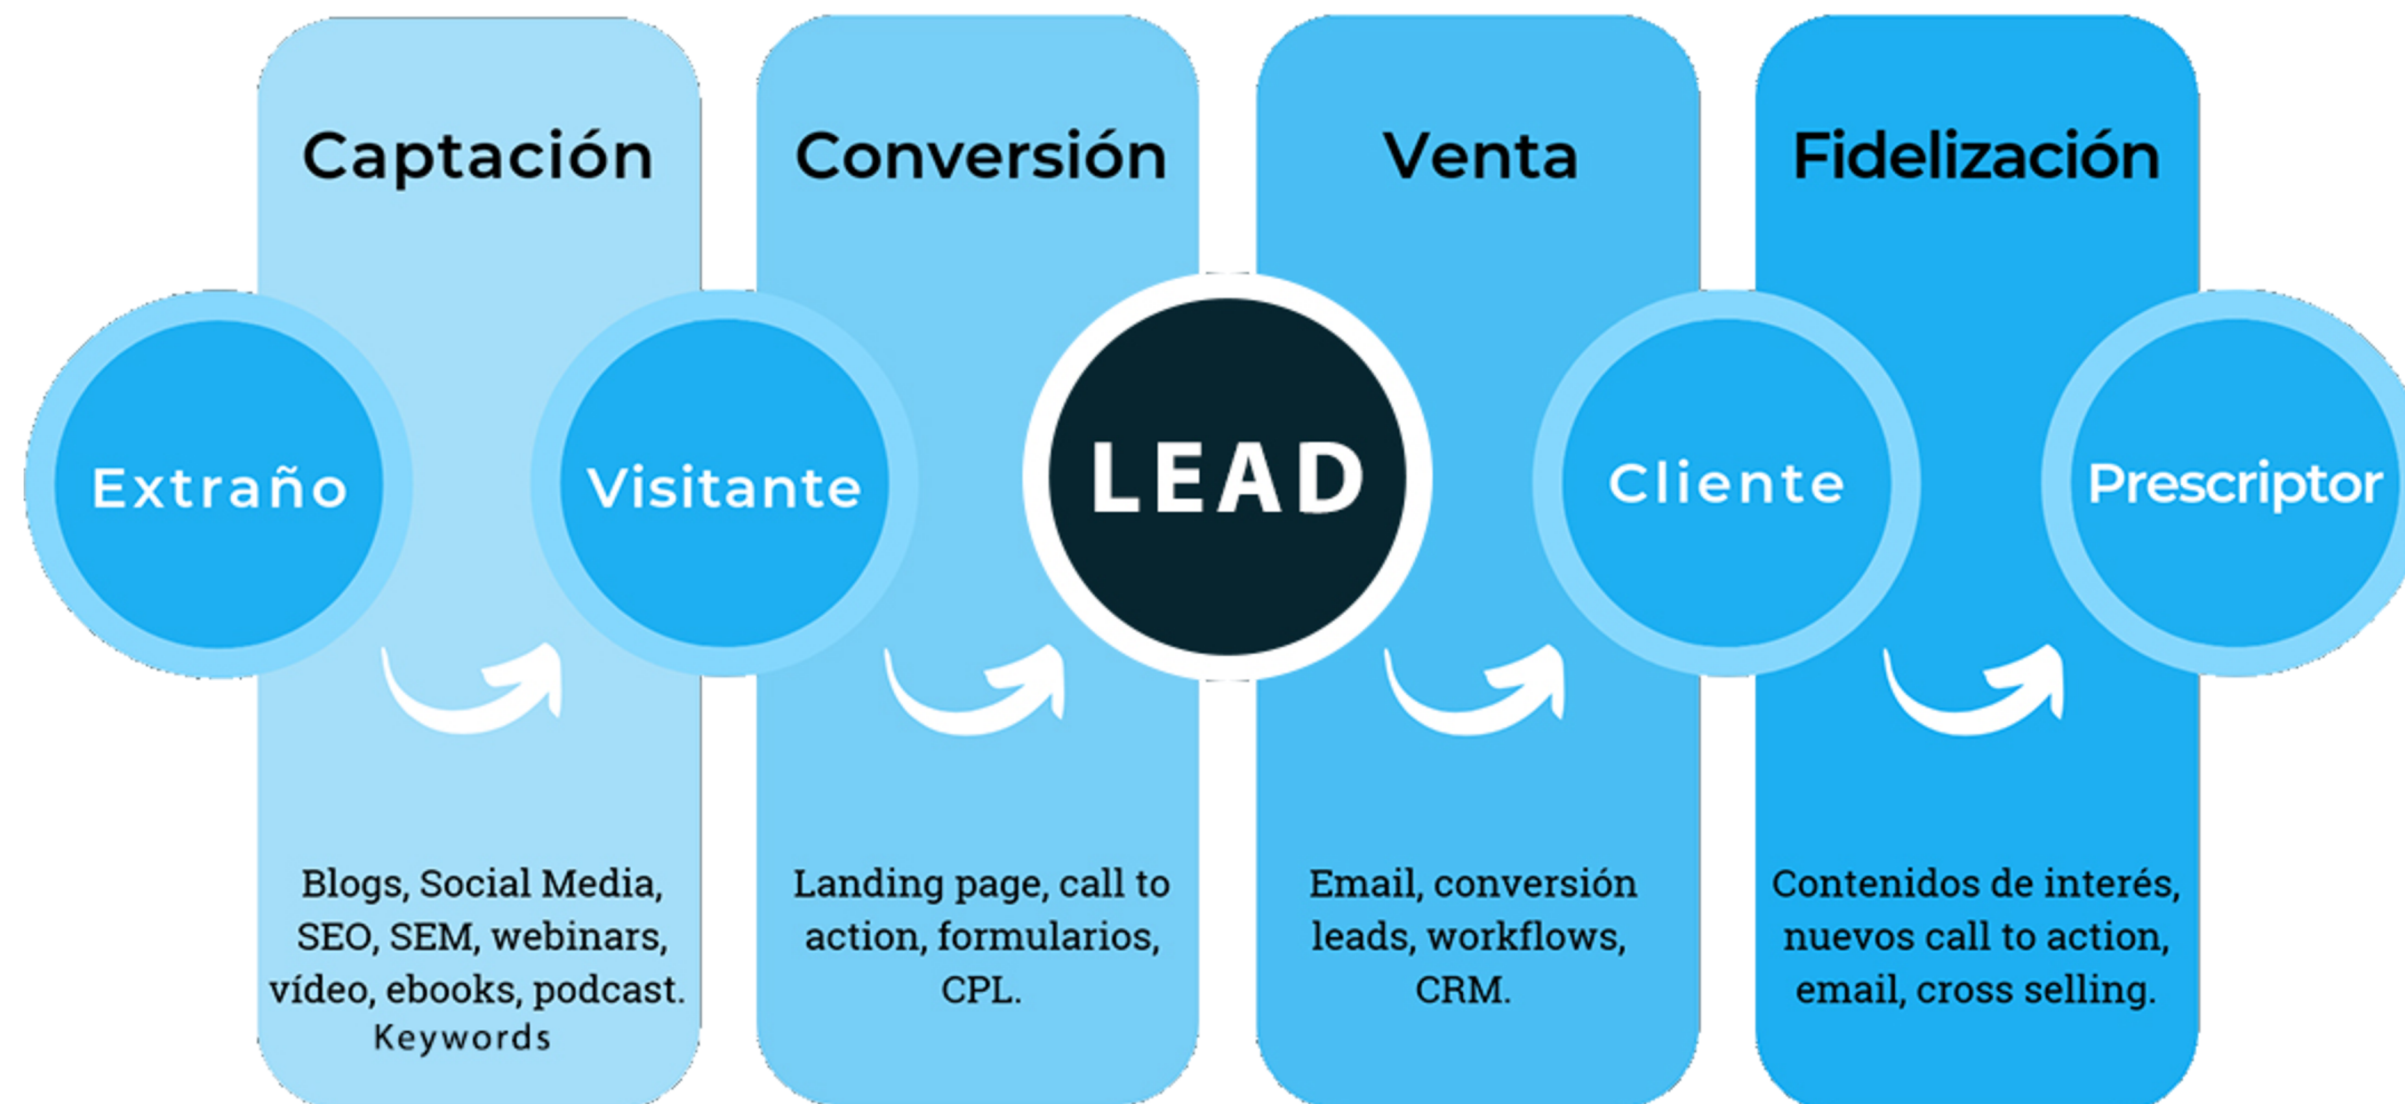 Captación
Conversión
Venta
Fidelización
Extraño
Visitante
LEAD
Cliente
Prescriptor
Blogs, Social Media,
SEO, SEM, webinars,
vídeo, ebooks, podcast.
Keywords
Landing page, call to
action, formularios,
CPL.
Email, conversión
leads, workflows,
CRM.
Contenidos de interés,
nuevos call to action,
email, cross selling.